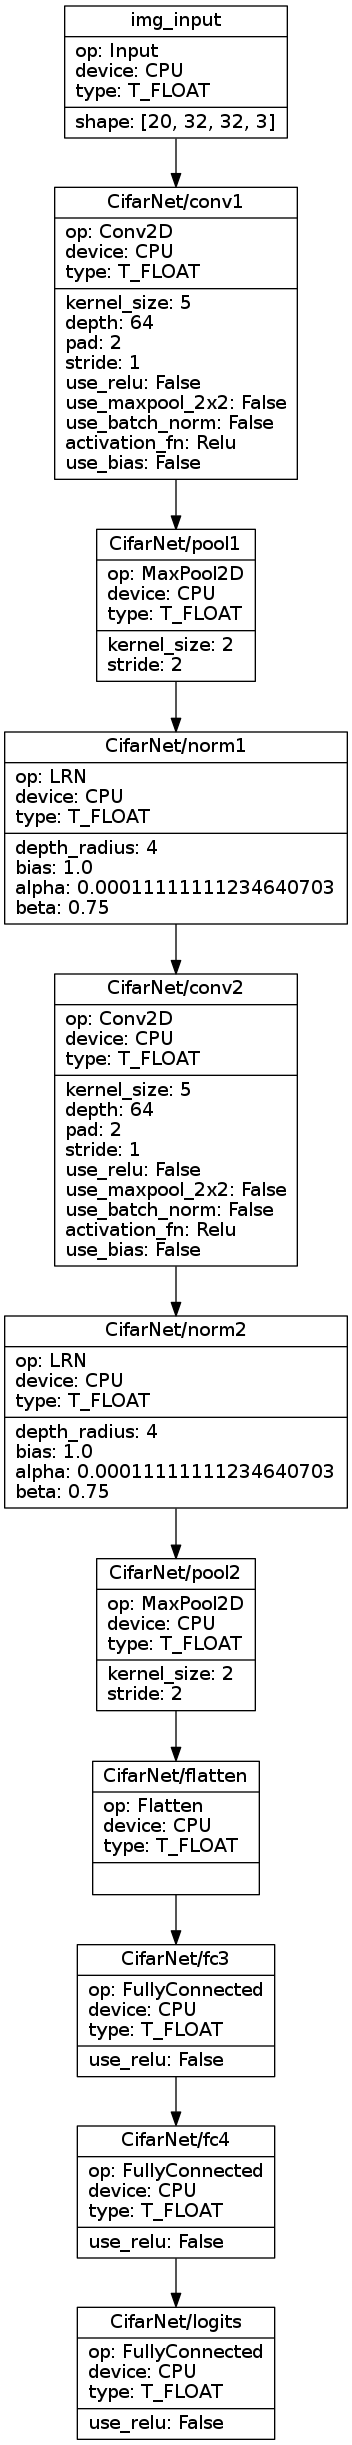 img_input
op: Input
device: CPU
type: T_FLOAT
shape: [20, 32, 32, 3]
CifarNet/conv1
op: Conv2D
device: CPU
type: T_FLOAT
kernel_size: 5
depth: 64
pad: 2
stride: 1
use_relu: False
use_maxpool_2x2: False
use_batch_norm: False
activation_fn: Relu
use_bias: False
CifarNet/pool1
op: MaxPool2D
device: CPU
type: T_FLOAT
kernel_size: 2
stride: 2
CifarNet/norm1
op: LRN
device: CPU
type: T_FLOAT
depth_radius: 4
bias: 1.0
alpha: 0.00011111111234640703
beta: 0.75
CifarNet/conv2
op: Conv2D
device: CPU
type: T_FLOAT
kernel_size: 5
depth: 64
pad: 2
stride: 1
use_relu: False
use_maxpool_2x2: False
use_batch_norm: False
activation_fn: Relu
use_bias: False
CifarNet/norm2
op: LRN
device: CPU
type: T_FLOAT
depth_radius: 4
bias: 1.0
alpha: 0.00011111111234640703
beta: 0.75
CifarNet/pool2
op: MaxPool2D
device: CPU
type: T_FLOAT
kernel_size: 2
stride: 2
CifarNet/flatten
op: Flatten
device: CPU
type: T_FLOAT
CifarNet/fc3
op: FullyConnected
device: CPU
type: T_FLOAT
use_relu: False
CifarNet/fc4
op: FullyConnected
device: CPU
type: T_FLOAT
use_relu: False
CifarNet/logits
op: FullyConnected
device: CPU
type: T_FLOAT
use_relu: False